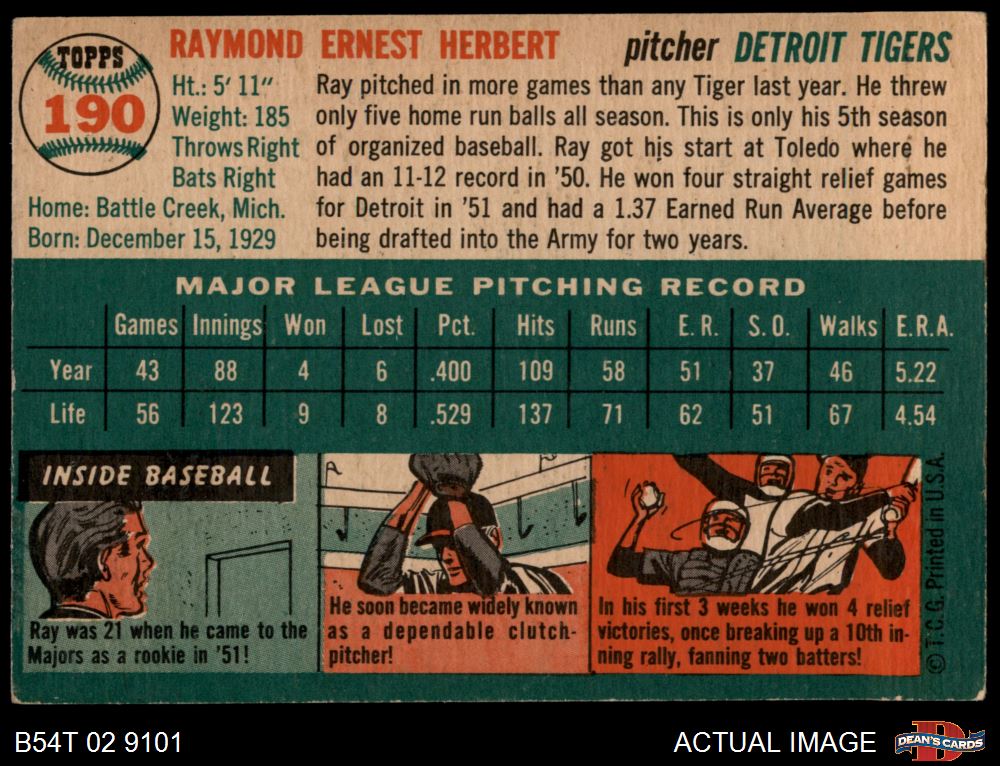 TOPPS
190
RAYMOND ERNEST HERBERT pitcher DETROIT TIGERS
Ht.: 5' 11"
Weight: 185
Throws Right
Bats Right
Home: Battle Creek, Mich.
Born: December 15, 1929
Ray pitched in more games than any Tiger last year. He threw
only five home run balls all season. This is only his 5th season
of organized baseball. Ray got his start at Toledo where he
had an 11-12 record in '50. He won four straight relief games
for Detroit in '51 and had a 1.37 Earned Run Average before
being drafted into the Army for two years.
MAJOR LEAGUE PITCHING RECORD
Games Innings Won Lost Pct. Hits Runs E. R. S. O. Walks E.R.A.
Year 43 88 4 6 .400 109 58 51 37 46 5.22
Life 56 123 9 8 .529 137 71 62 51 67 4.54
INSIDE BASEBALL
Ray was 21 when he came to the
Majors as a rookie in '51!
He soon became widely known
as a dependable clutch-
pitcher!
In his first 3 weeks he won 4 relief
victories, once breaking up a 10th in-
ning rally, fanning two batters!
© T.C.G. Printed in U.S.A.
B54T 02 9101
ACTUAL IMAGE
DEAN'S CARDS